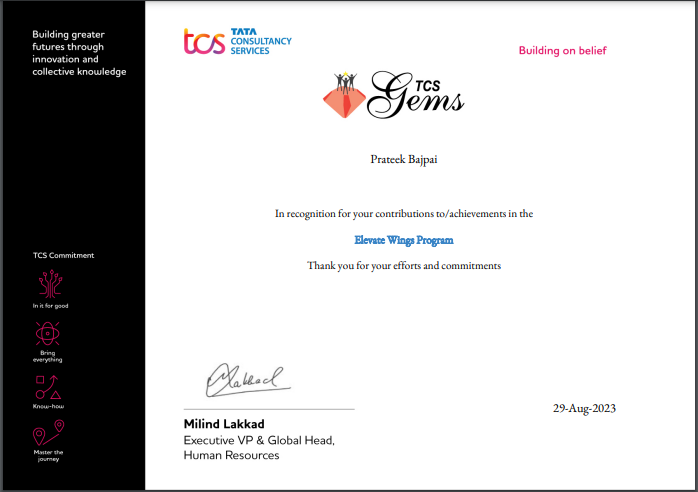 Building greater
futures through
innovation and
collective knowledge
tcs TATA
CONSULTANCY
SERVICES
Building on belief
TCS
Gems
Prateek Bajpai
In recognition for your contributions to/achievements in the
Elevate Wings Program
Thank you for your efforts and commitments
TCS Commitment
In it for good
Bring
everything
Know-how
Master the
journey
Lakkad
Milind Lakkad
Executive VP & Global Head,
Human Resources
29-Aug-2023